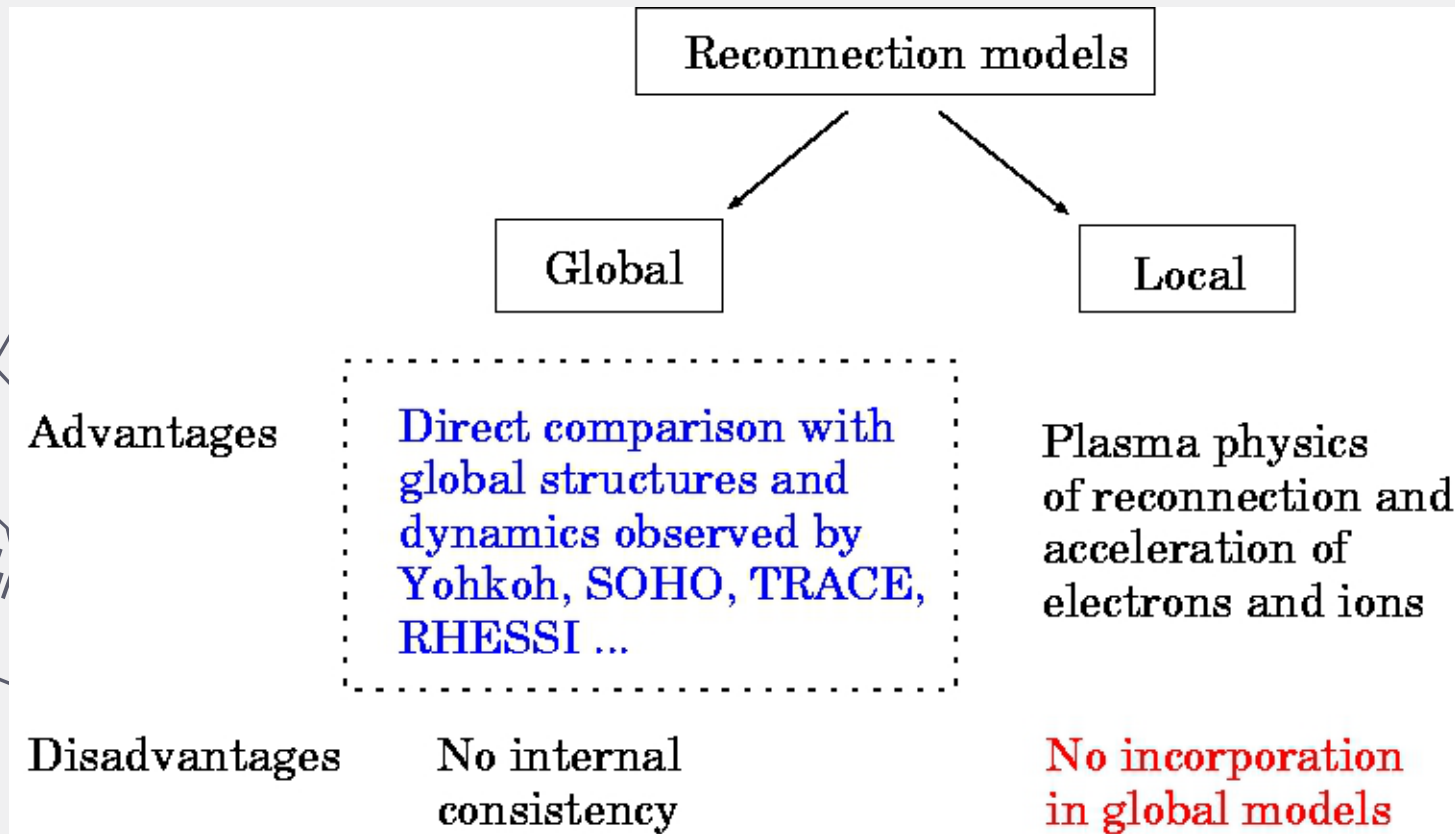 Reconnection models
Global
Local
Advantages
Direct comparison with
global structures and
dynamics observed by
Yohkoh, SOHO, TRACE,
RHESSI ...
Plasma physics
of reconnection and
acceleration of
electrons and ions
Disadvantages
No internal
consistency
No incorporation
in global models